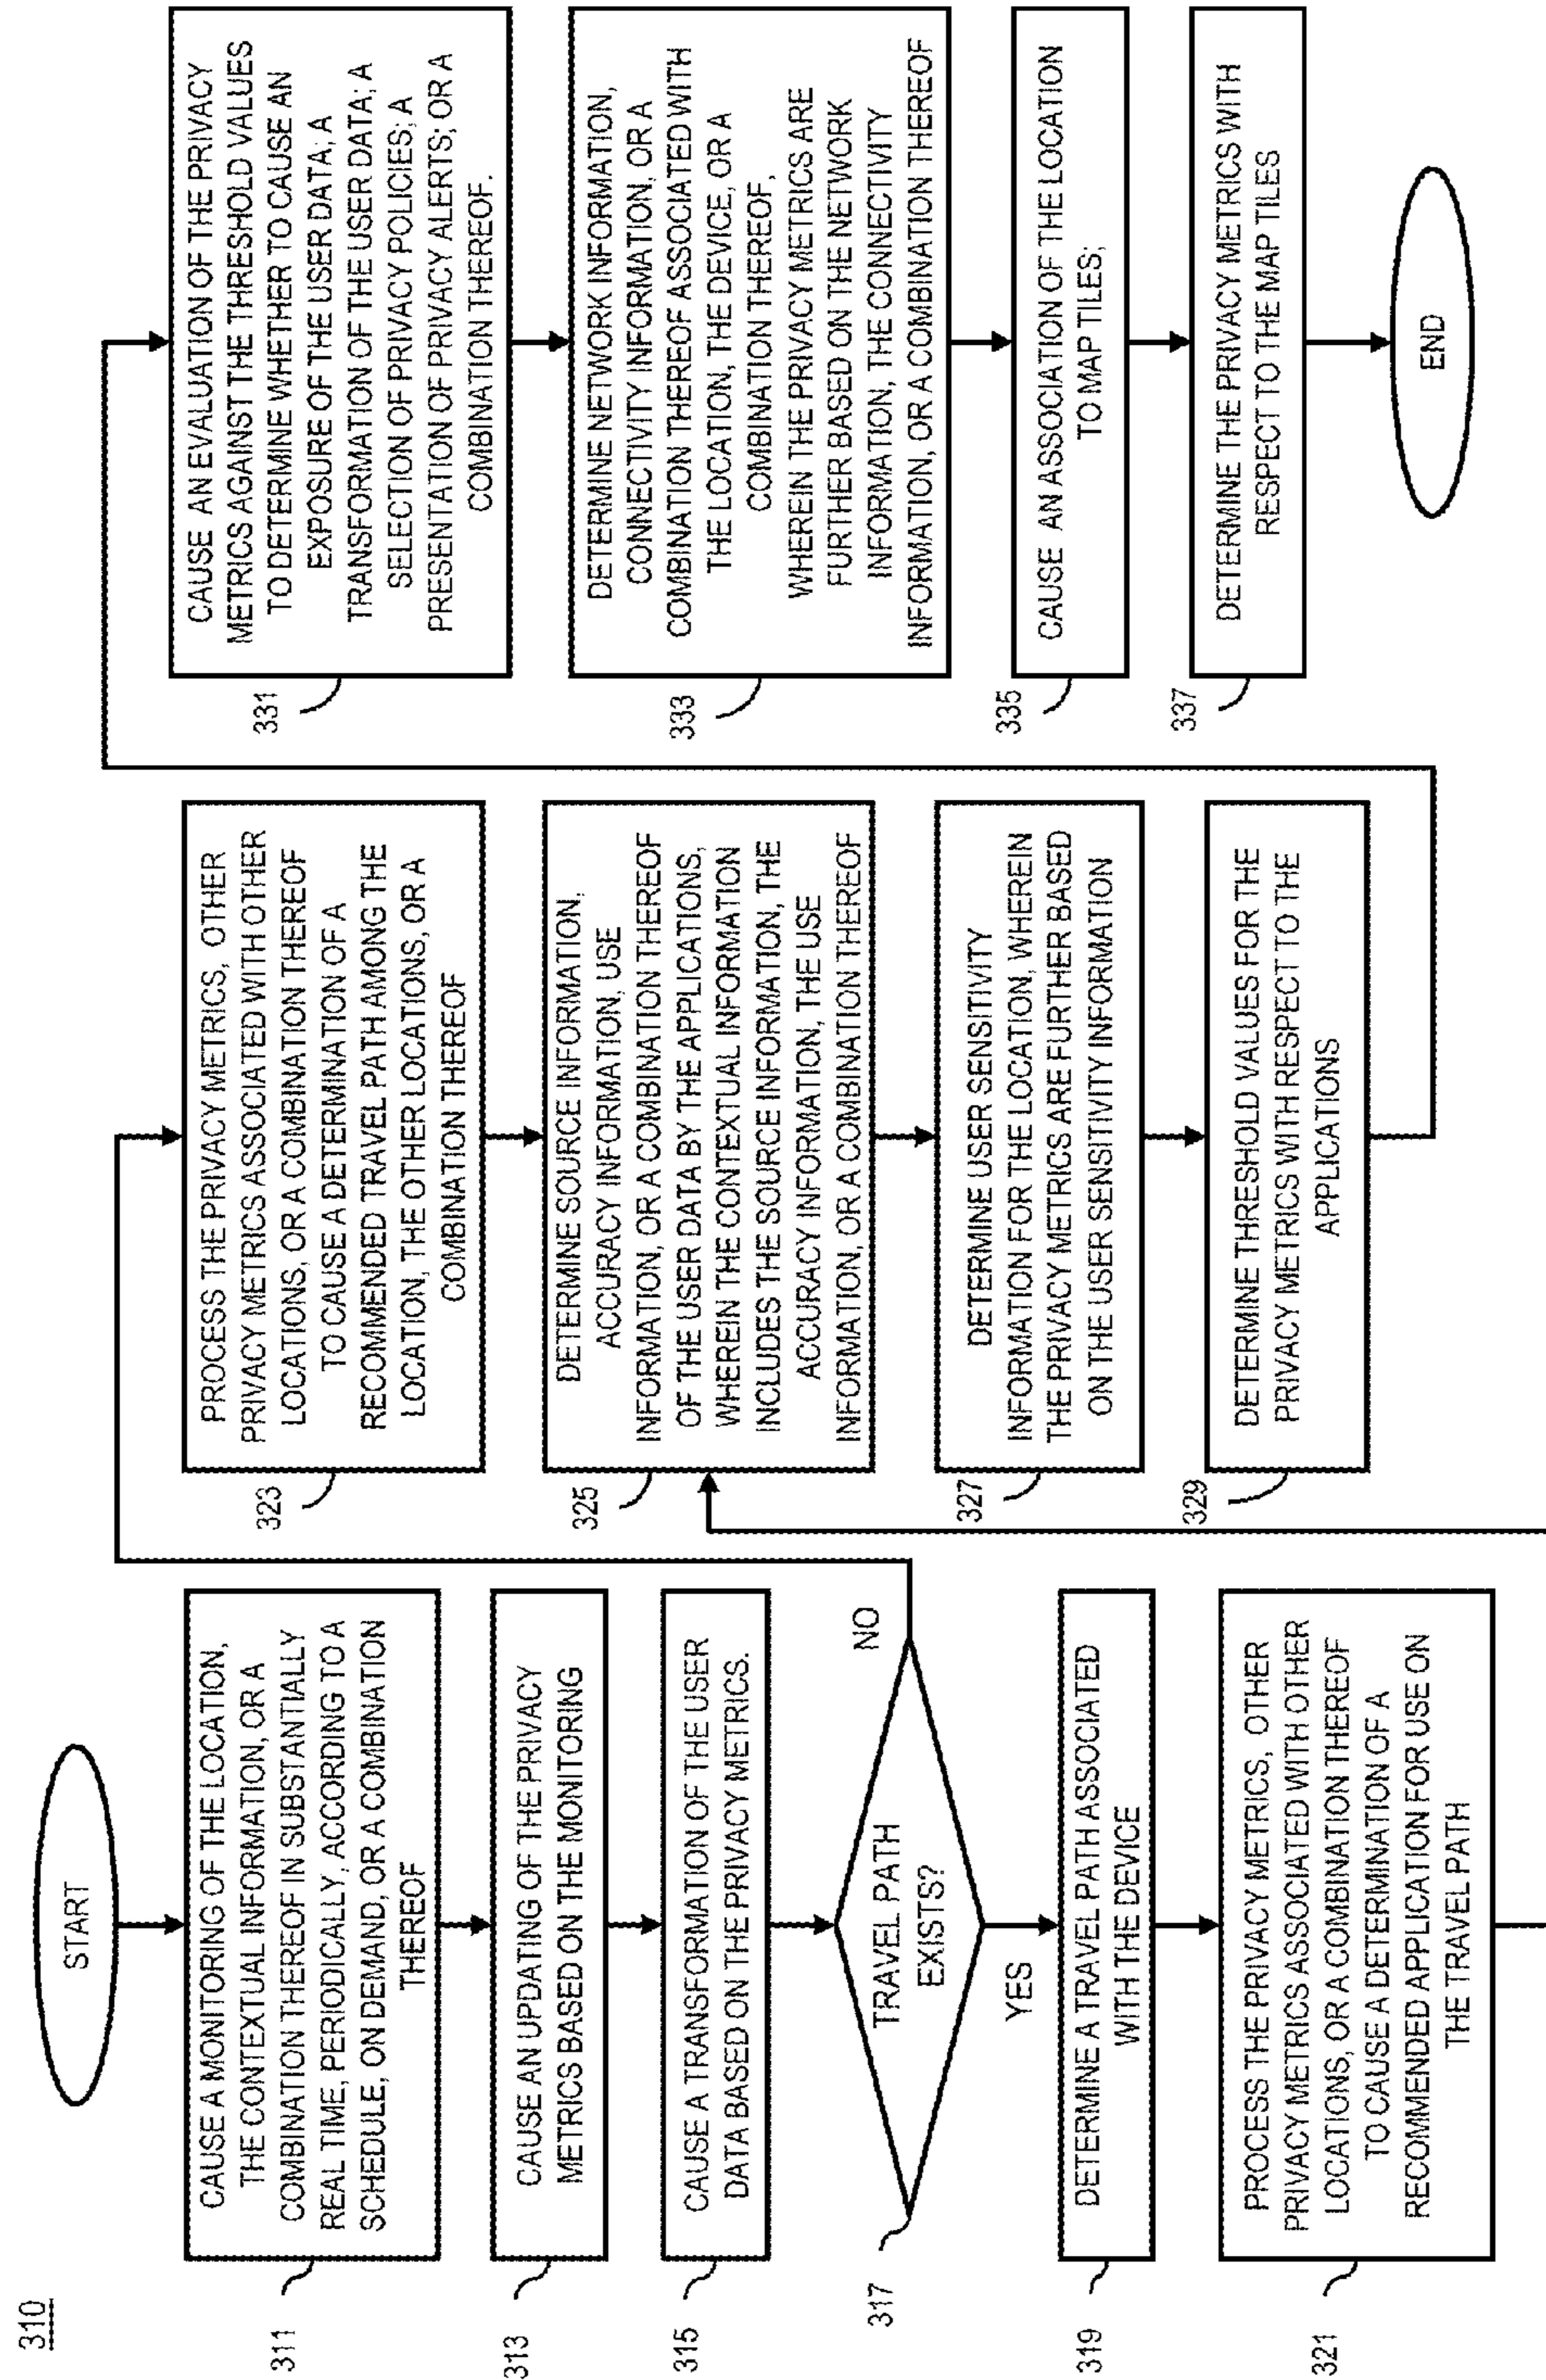 310
START
311
CAUSE A MONITORING OF THE LOCATION,
THE CONTEXTUAL INFORMATION, OR A
COMBINATION THEREOF IN SUBSTANTIALLY
REAL TIME, PERIODICALLY, ACCORDING TO A
SCHEDULE, ON DEMAND, OR A COMBINATION
THEREOF
313
CAUSE AN UPDATING OF THE PRIVACY
METRICS BASED ON THE MONITORING
315
CAUSE A TRANSFORMATION OF THE USER
DATA BASED ON THE PRIVACY METRICS.
317
TRAVEL PATH
EXISTS?
NO
YES
319
DETERMINE A TRAVEL PATH ASSOCIATED
WITH THE DEVICE
321
PROCESS THE PRIVACY METRICS, OTHER
PRIVACY METRICS ASSOCIATED WITH OTHER
LOCATIONS, OR A COMBINATION THEREOF
TO CAUSE A DETERMINATION OF A
RECOMMENDED APPLICATION FOR USE ON
THE TRAVEL PATH
323
PROCESS THE PRIVACY METRICS, OTHER
PRIVACY METRICS ASSOCIATED WITH OTHER
LOCATIONS, OR A COMBINATION THEREOF
TO CAUSE A DETERMINATION OF A
RECOMMENDED TRAVEL PATH AMONG THE
LOCATION, THE OTHER LOCATIONS, OR A
COMBINATION THEREOF
325
DETERMINE SOURCE INFORMATION,
ACCURACY INFORMATION, USE
INFORMATION, OR A COMBINATION THEREOF
OF THE USER DATA BY THE APPLICATIONS,
WHEREIN THE CONTEXTUAL INFORMATION
INCLUDES THE SOURCE INFORMATION, THE
ACCURACY INFORMATION, THE USE
INFORMATION, OR A COMBINATION THEREOF
327
DETERMINE USER SENSITIVITY
INFORMATION FOR THE LOCATION, WHEREIN
THE PRIVACY METRICS ARE FURTHER BASED
ON THE USER SENSITIVITY INFORMATION
329
DETERMINE THRESHOLD VALUES FOR THE
PRIVACY METRICS WITH RESPECT TO THE
APPLICATIONS
331
CAUSE AN EVALUATION OF THE PRIVACY
METRICS AGAINST THE THRESHOLD VALUES
TO DETERMINE WHETHER TO CAUSE AN
EXPOSURE OF THE USER DATA; A
TRANSFORMATION OF THE USER DATA; A
SELECTION OF PRIVACY POLICIES; A
PRESENTATION OF PRIVACY ALERTS; OR A
COMBINATION THEREOF.
333
DETERMINE NETWORK INFORMATION,
CONNECTIVITY INFORMATION, OR A
COMBINATION THEREOF ASSOCIATED WITH
THE LOCATION, THE DEVICE, OR A
COMBINATION THEREOF,
WHEREIN THE PRIVACY METRICS ARE
FURTHER BASED ON THE NETWORK
INFORMATION, THE CONNECTIVITY
INFORMATION, OR A COMBINATION THEREOF
335
CAUSE AN ASSOCIATION OF THE LOCATION
TO MAP TILES;
337
DETERMINE THE PRIVACY METRICS WITH
RESPECT TO THE MAP TILES
END